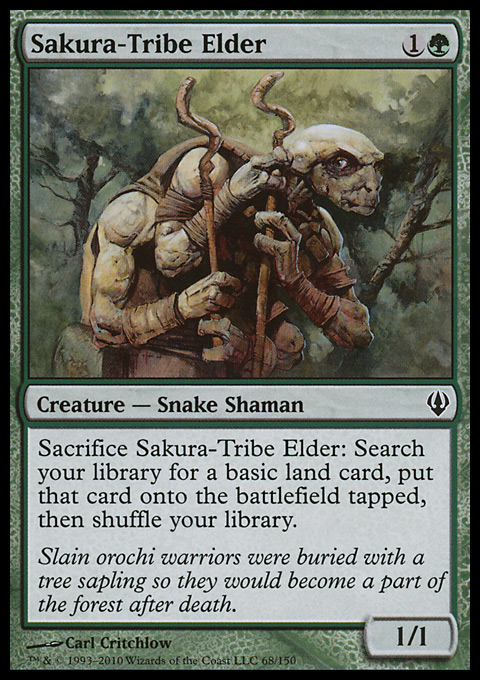 Sakura-Tribe Elder 1
Creature — Snake Shaman
Sacrifice Sakura-Tribe Elder: Search
your library for a basic land card, put
that card onto the battlefield tapped,
then shuffle your library.
Slain orochi warriors were buried with a
tree sapling so they would become a part of
the forest after death.
Carl Critchlow
1/1
™ & © 1993–2010 Wizards of the Coast LLC 68/150